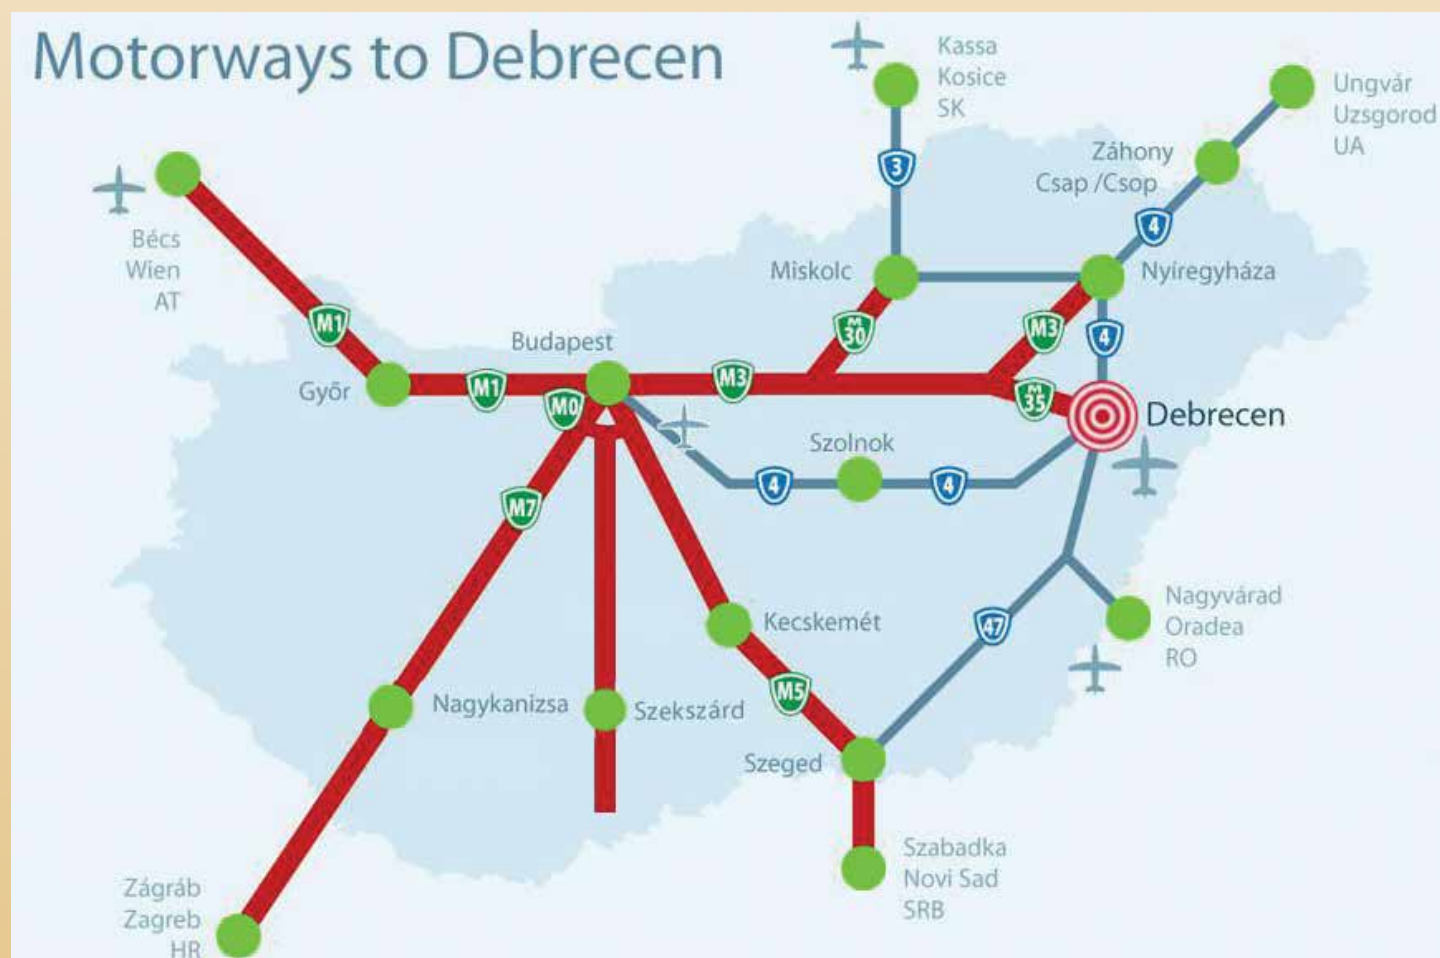 Motorways to Debrecen
Kassa
Kosice
SK
Ungvár
Uzsgorod
UA
3
Záhony
Csap /Csop
4
Bécs
Wien
AT
Miskolc
Nyíregyháza
M1
M
30
M3
4
Budapest
Győr
M1
M0
M3
M
35
Debrecen
Szolnok
4
4
M7
Nagyvárad
Oradea
RO
47
Kecskemét
M5
Nagykanizsa
Szekszárd
Szeged
Szabadka
Novi Sad
SRB
Zágráb
Zagreb
HR